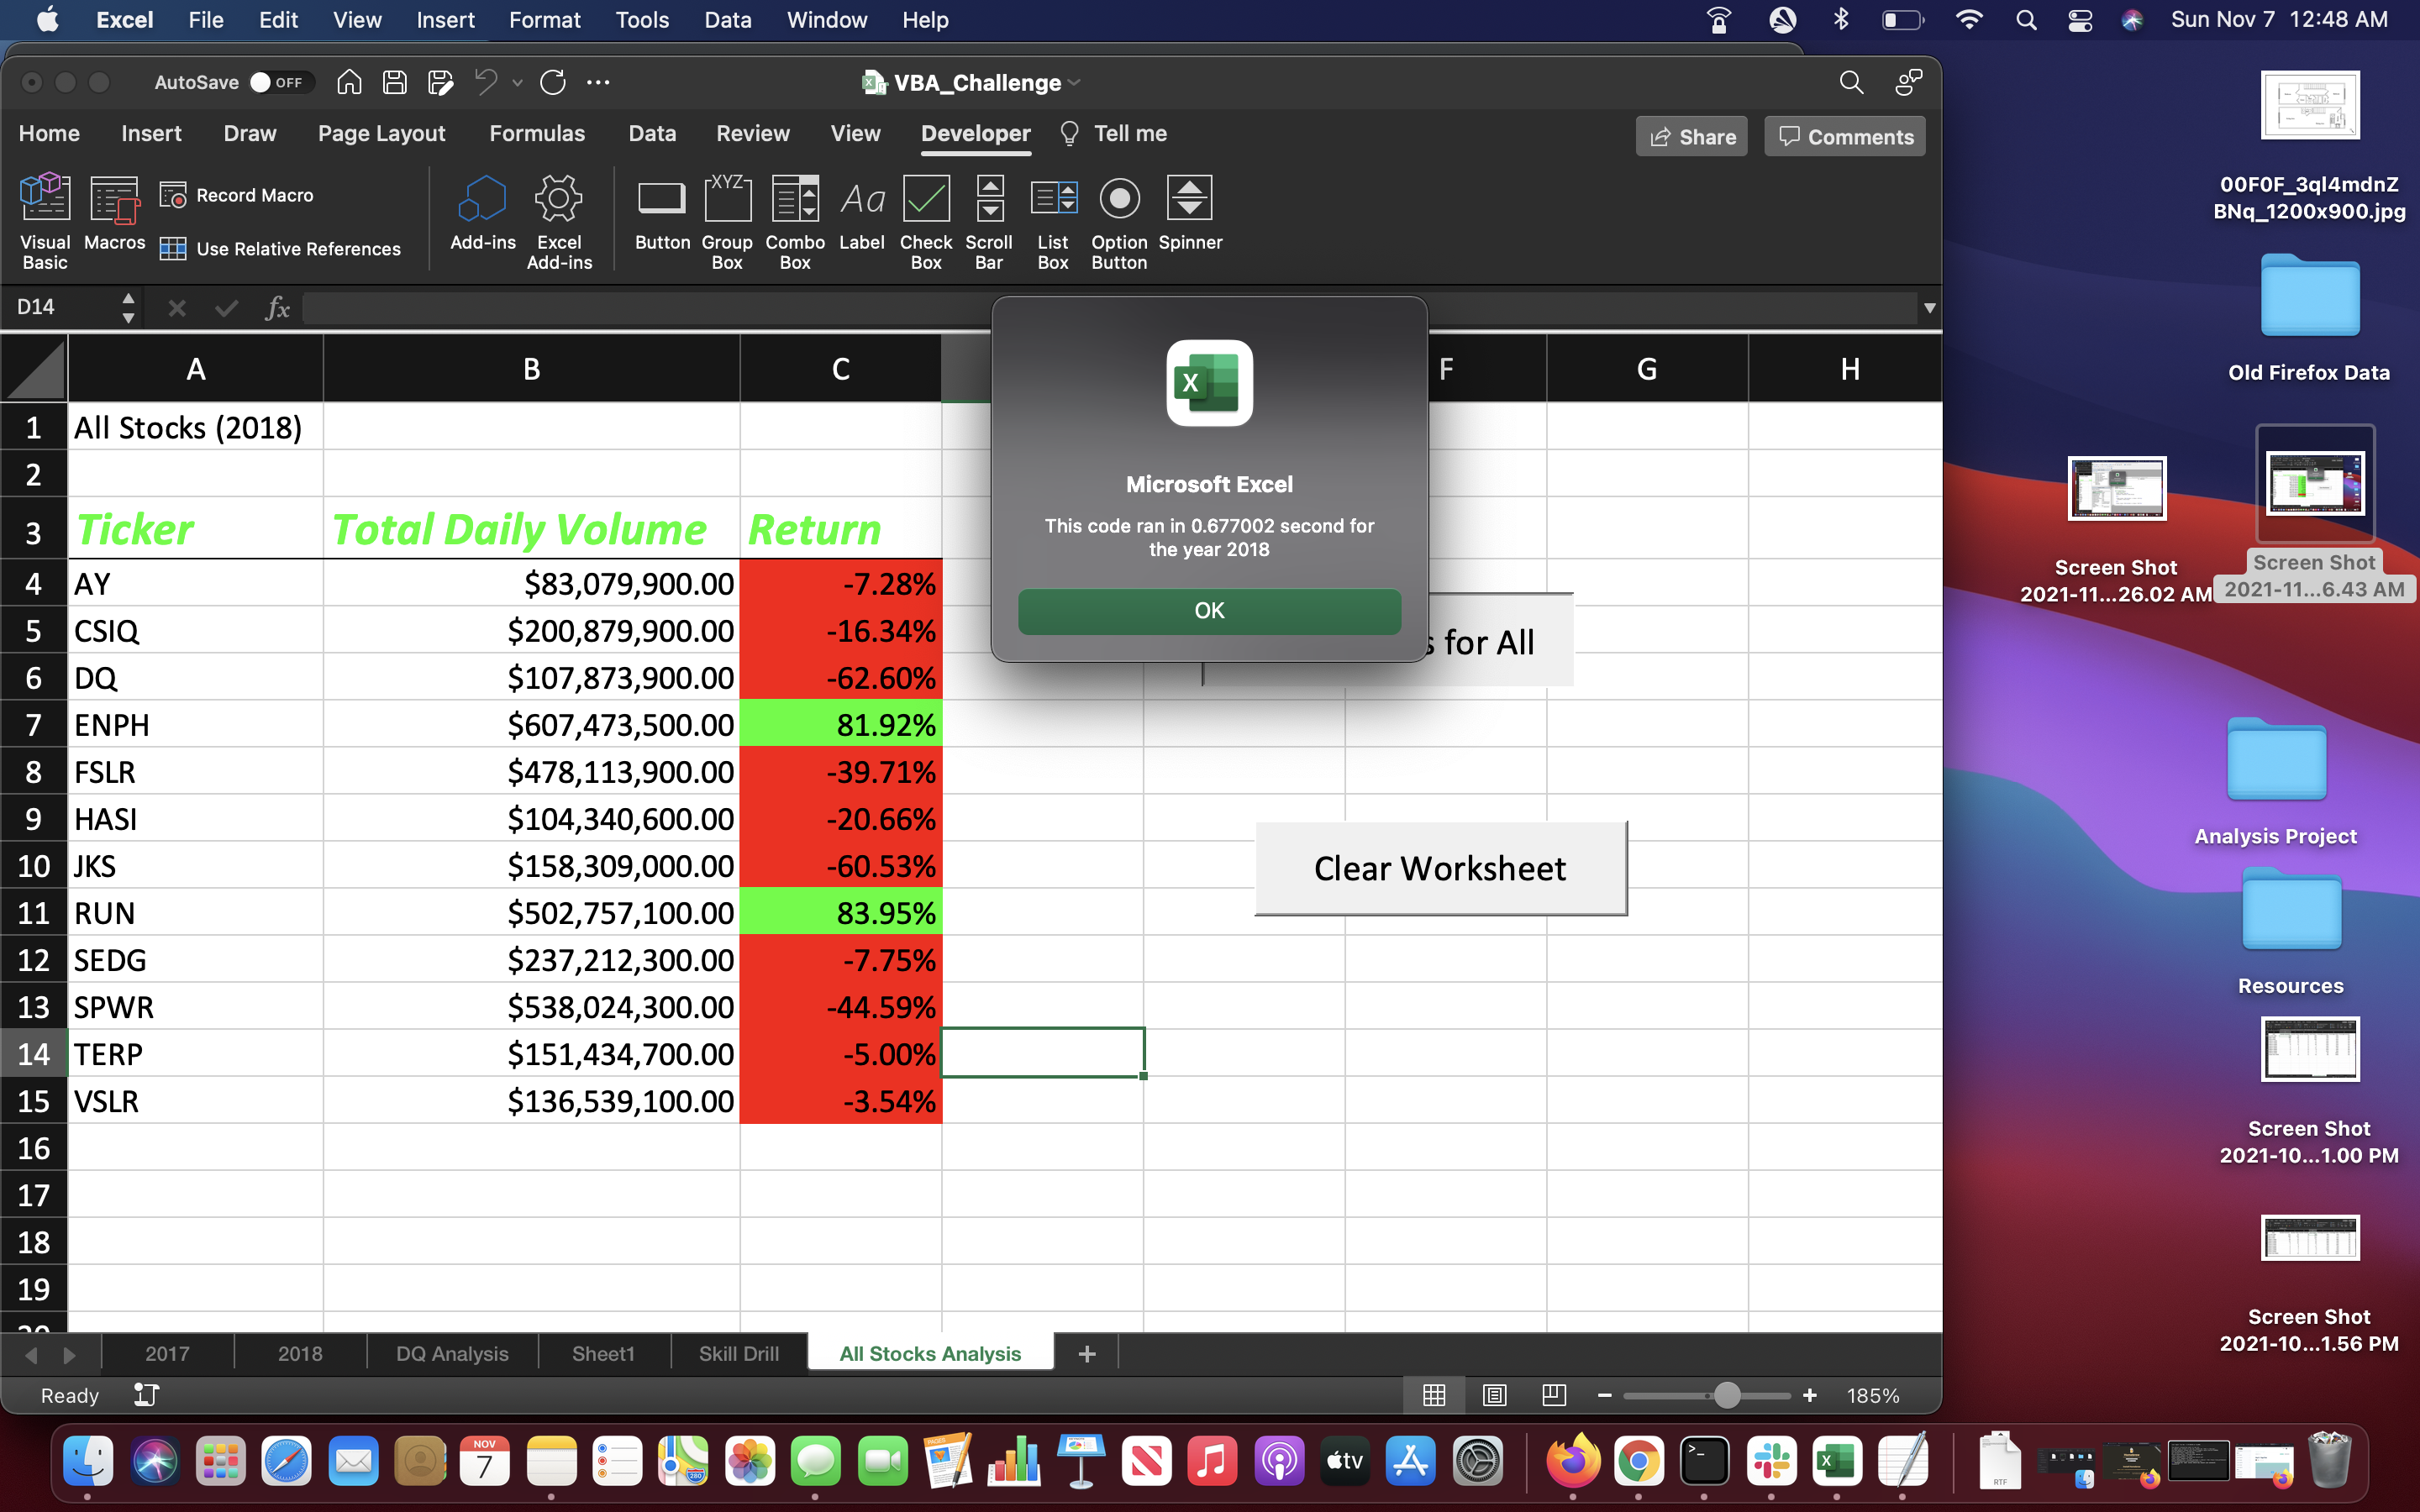 Excel File Edit View Insert Format Tools Data Window Help Sun Nov 7 12:48 AM
AutoSave OFF VBA_Challenge
Home Insert Draw Page Layout Formulas Data Review View Developer Tell me Share Comments
Visual Basic
Macros
Record Macro
Use Relative References
Add-ins
Excel Add-ins
Button
XYZ
Group Box
Combo Box
Aa
Label
Check Box
Scroll Bar
List Box
Option Button
Spinner
D14 fx
A B C F G H
1 All Stocks (2018)
2
3 Ticker Total Daily Volume Return
4 AY $83,079,900.00 -7.28%
5 CSIQ $200,879,900.00 -16.34%
6 DQ $107,873,900.00 -62.60%
7 ENPH $607,473,500.00 81.92%
8 FSLR $478,113,900.00 -39.71%
9 HASI $104,340,600.00 -20.66%
10 JKS $158,309,000.00 -60.53%
11 RUN $502,757,100.00 83.95%
12 SEDG $237,212,300.00 -7.75%
13 SPWR $538,024,300.00 -44.59%
14 TERP $151,434,700.00 -5.00%
15 VSLR $136,539,100.00 -3.54%
16
17
18
19
X
Microsoft Excel
This code ran in 0.677002 second for
the year 2018
OK
s for All
Clear Worksheet
2017 2018 DQ Analysis Sheet1 Skill Drill All Stocks Analysis +
Ready 185%
00F0F_3ql4mdnZ
BNq_1200x900.jpg
Old Firefox Data
Screen Shot
2021-11...26.02 AM
Screen Shot
2021-11...6.43 AM
Analysis Project
Resources
Screen Shot
2021-10...1.00 PM
Screen Shot
2021-10...1.56 PM
NOV
7
PAGES
280
tv
X
RTF